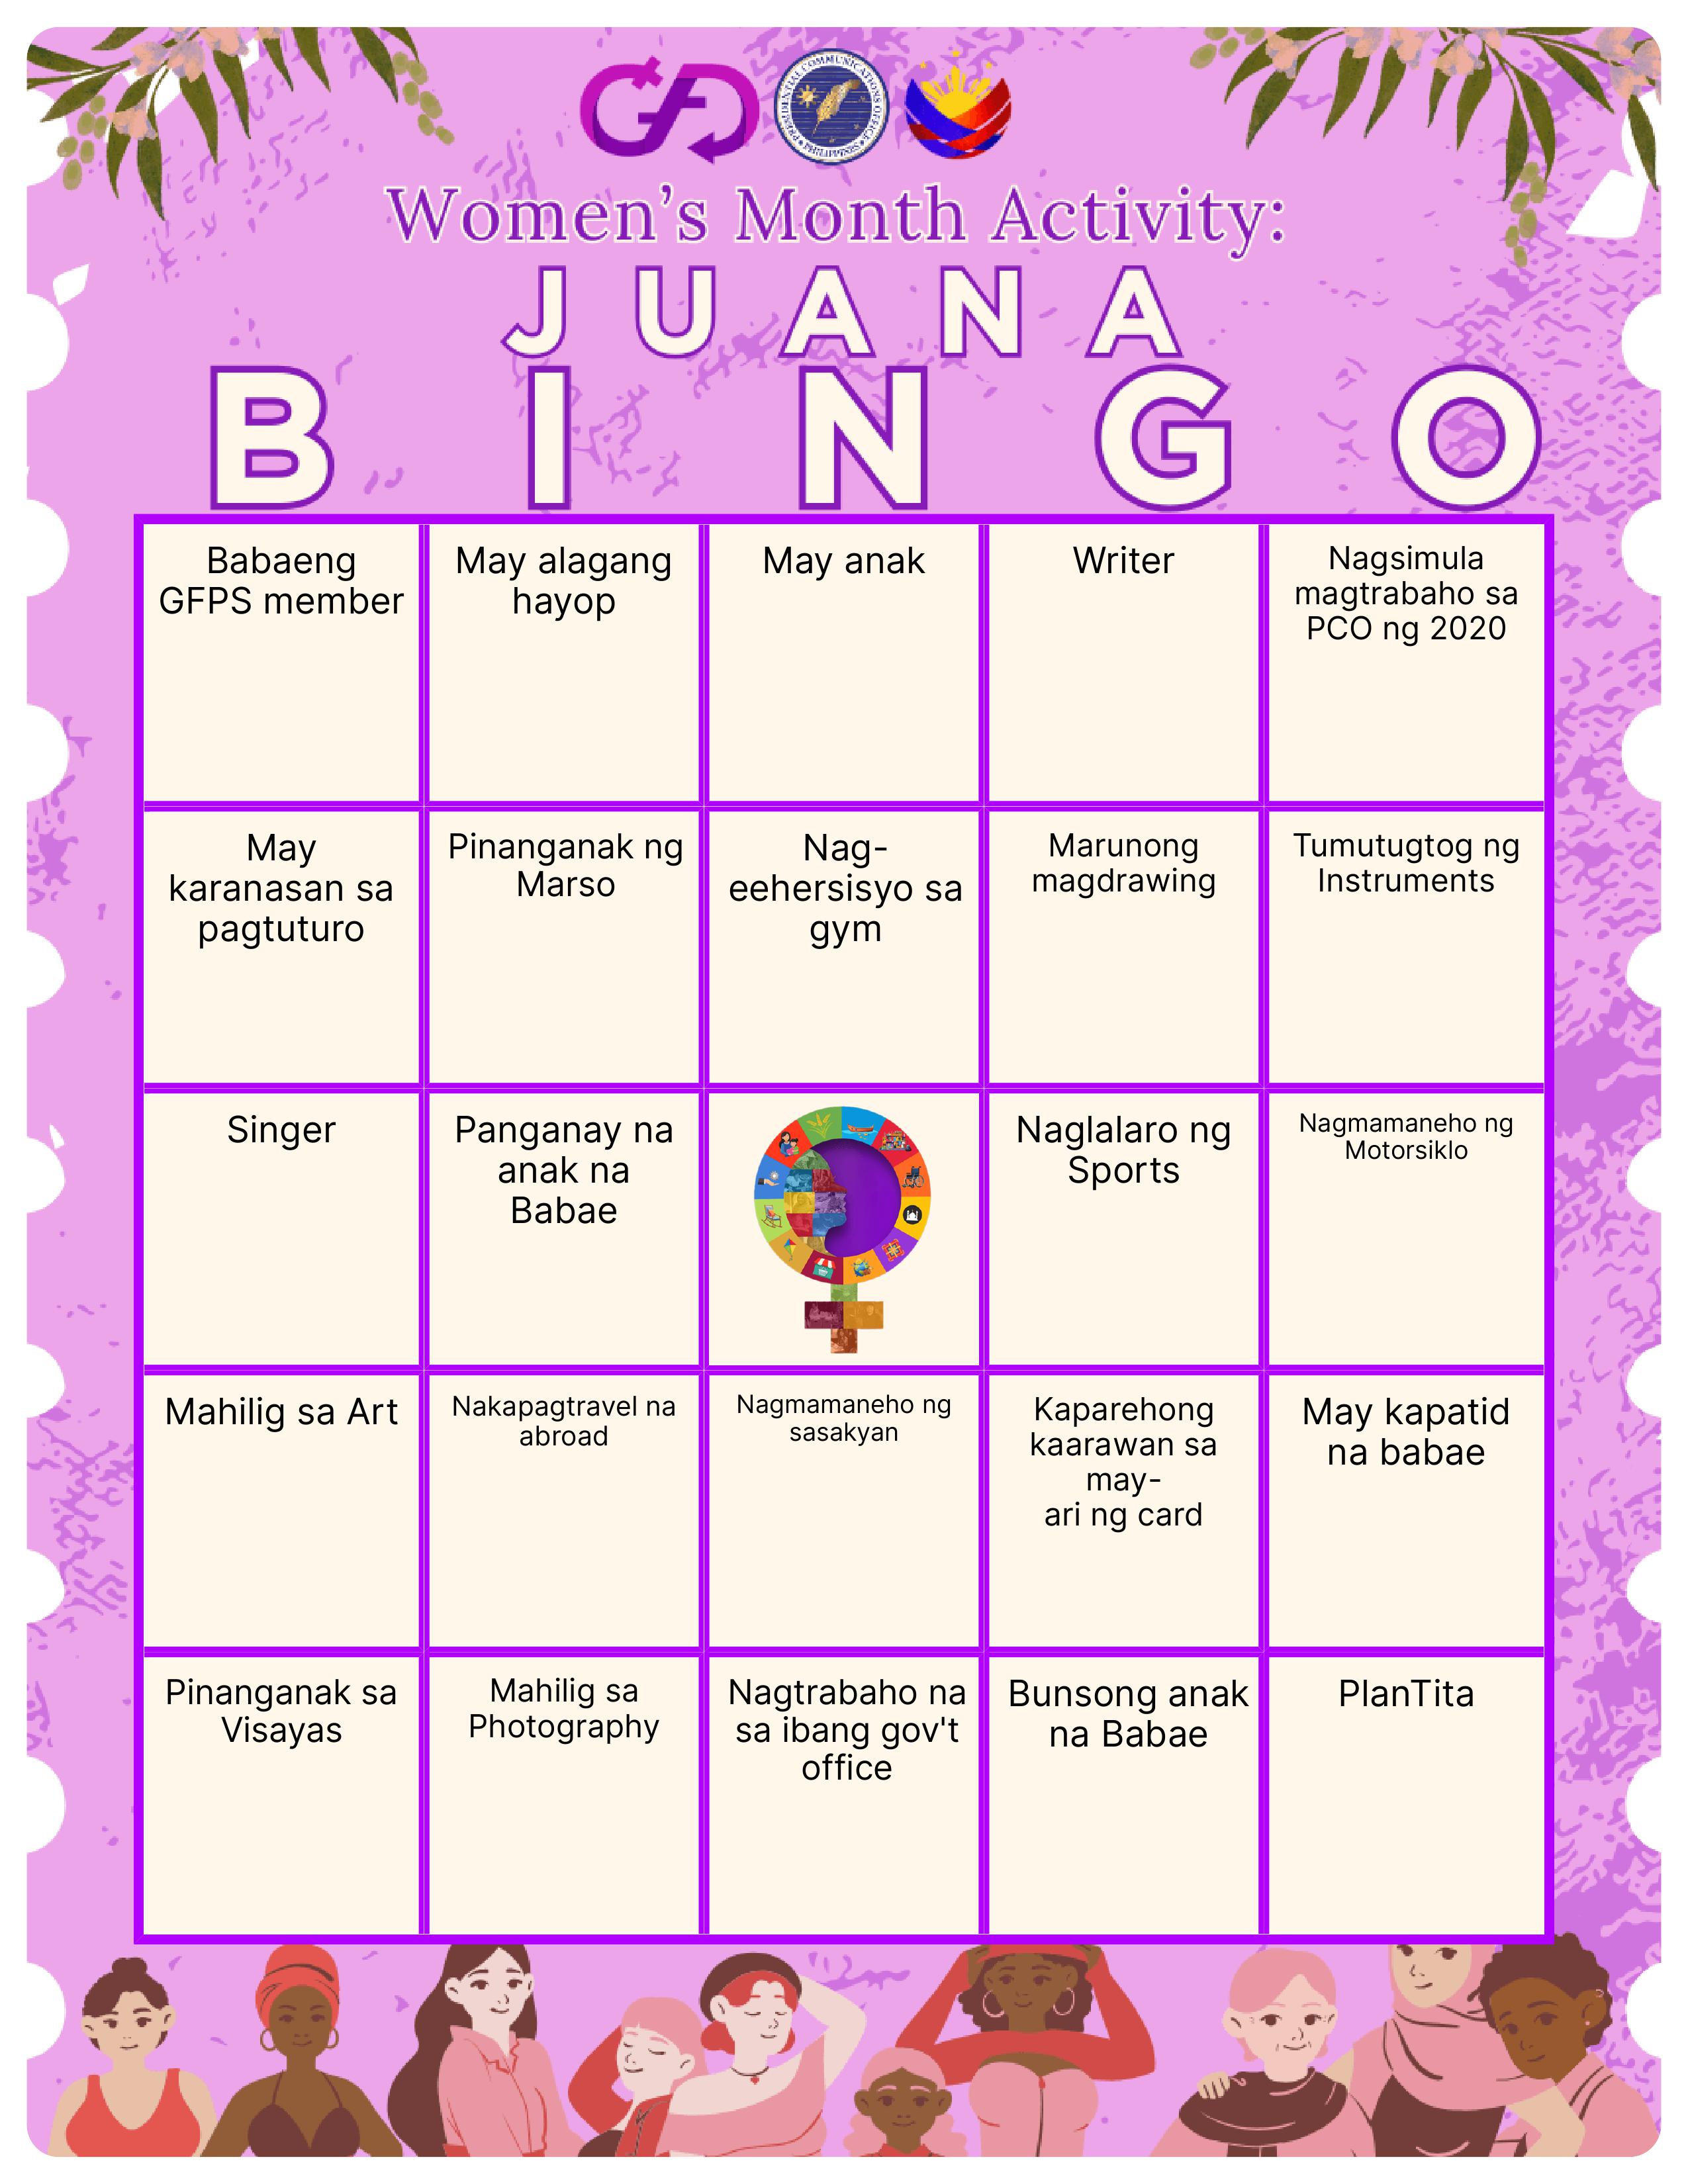 PRESIDENTIAL COMMUNICATIONS OFFICE
PHILIPPINES
Women's Month Activity:
JUANA
BINGO
Babaeng
GFPS member
May alagang
hayop
May anak
Writer
Nagsimula
magtrabaho sa
PCO ng 2020
May
karanasan sa
pagtuturo
Pinanganak ng
Marso
Nag-
eehersisyo sa
gym
Marunong
magdrawing
Tumutugtog ng
Instruments
Singer
Panganay na
anak na
Babae
Naglalaro ng
Sports
Nagmamaneho ng
Motorsiklo
Mahilig sa Art
Nakapagtravel na
abroad
Nagmamaneho ng
sasakyan
Kaparehong
kaarawan sa
may-
ari ng card
May kapatid
na babae
Pinanganak sa
Visayas
Mahilig sa
Photography
Nagtrabaho na
sa ibang gov't
office
Bunsong anak
na Babae
PlanTita